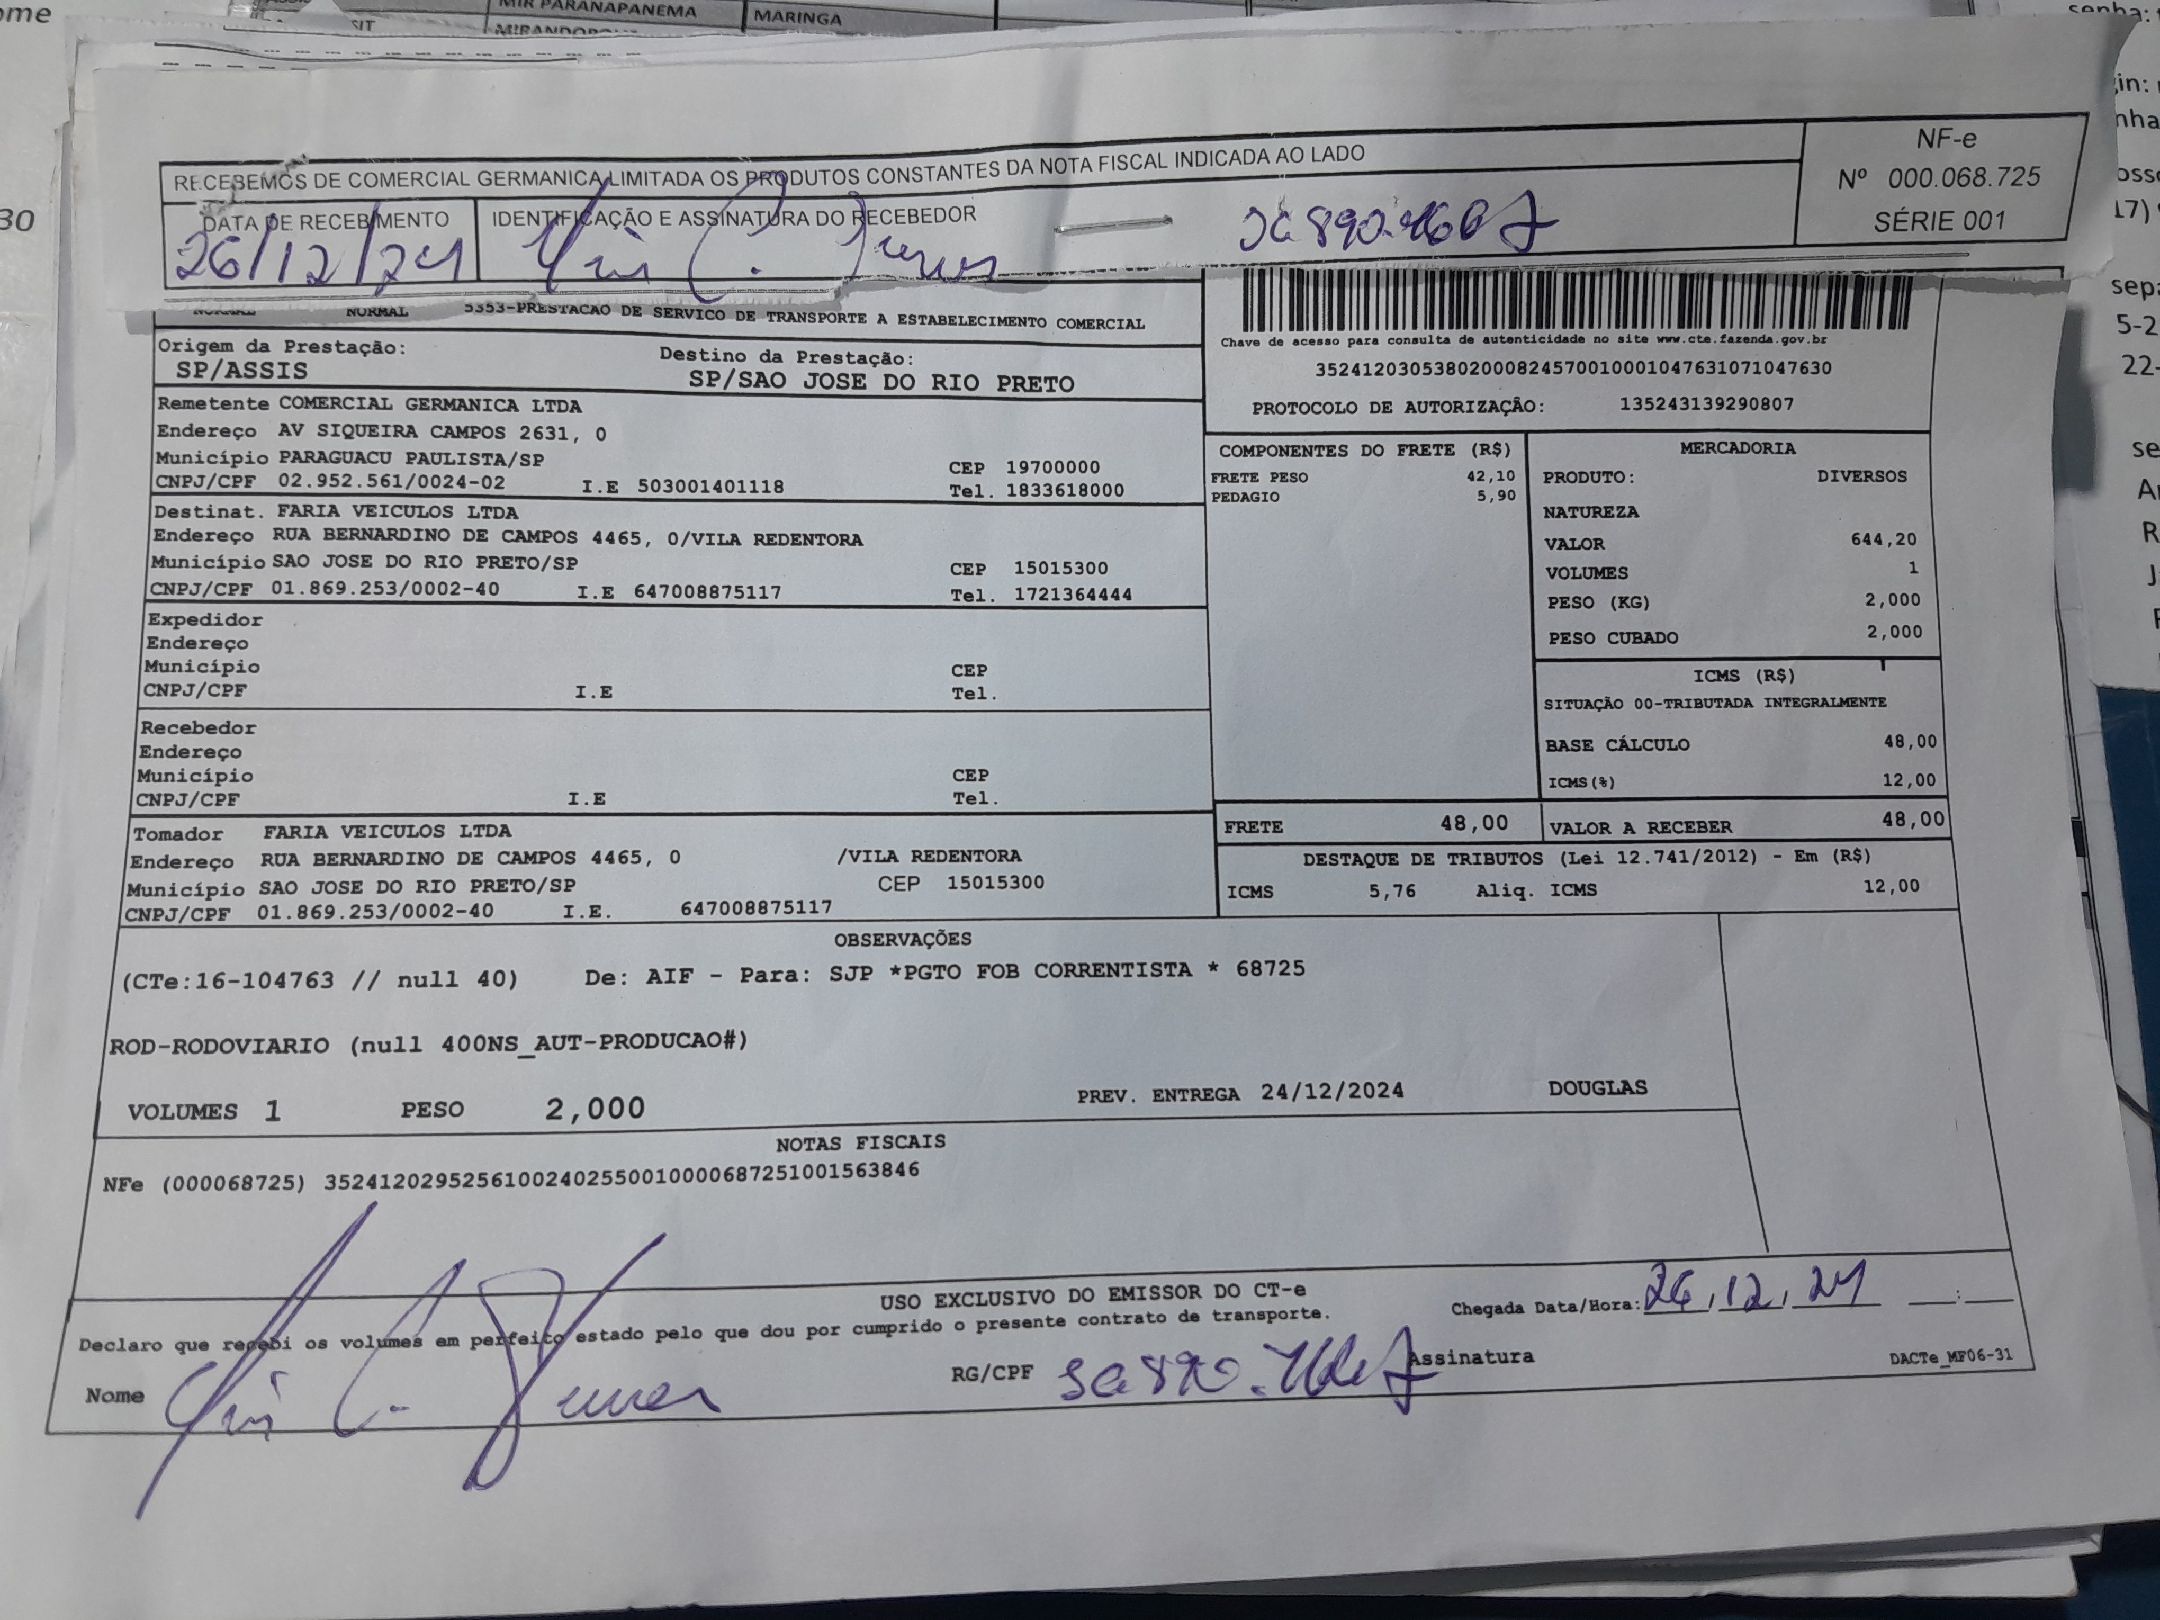 ome
MIR PARANAPANEMA
MARINGA
SIT
senha:
30
RECEBEMOS DE COMERCIAL GERMANICA LIMITADA OS PRODUTOS CONSTANTES DA NOTA FISCAL INDICADA AO LADO
NF-e
Nº 000.068.725
SÉRIE 001
DATA DE RECEBIMENTO
IDENTIFICAÇÃO E ASSINATURA DO RECEBEDOR
26/12/24
NORMAL NORMAL 5353-PRESTACAO DE SERVICO DE TRANSPORTE A ESTABELECIMENTO COMERCIAL
Origem da Prestação:
SP/ASSIS
Destino da Prestação:
SP/SAO JOSE DO RIO PRETO
Chave de acesso para consulta de autenticidade no site www.cte.fazenda.gov.br
35241203053802000824570010001047631071047630
PROTOCOLO DE AUTORIZAÇÃO: 135243139290807
Remetente COMERCIAL GERMANICA LTDA
Endereço AV SIQUEIRA CAMPOS 2631, 0
Município PARAGUACU PAULISTA/SP CEP 19700000
CNPJ/CPF 02.952.561/0024-02 I.E 503001401118 Tel. 1833618000
Destinat. FARIA VEICULOS LTDA
Endereço RUA BERNARDINO DE CAMPOS 4465, 0/VILA REDENTORA
Município SAO JOSE DO RIO PRETO/SP CEP 15015300
CNPJ/CPF 01.869.253/0002-40 I.E 647008875117 Tel. 1721364444
Expedidor
Endereço
Município CEP
CNPJ/CPF I.E Tel.
Recebedor
Endereço
Município CEP
CNPJ/CPF I.E Tel.
Tomador FARIA VEICULOS LTDA
Endereço RUA BERNARDINO DE CAMPOS 4465, 0 /VILA REDENTORA
Município SAO JOSE DO RIO PRETO/SP CEP 15015300
CNPJ/CPF 01.869.253/0002-40 I.E. 647008875117
COMPONENTES DO FRETE (R$)
FRETE PESO 42,10
PEDAGIO 5,90
MERCADORIA
PRODUTO: DIVERSOS
NATUREZA
VALOR 644,20
VOLUMES 1
PESO (KG) 2,000
PESO CUBADO 2,000
ICMS (R$)
SITUAÇÃO 00-TRIBUTADA INTEGRALMENTE
BASE CÁLCULO 48,00
ICMS(%) 12,00
FRETE 48,00 VALOR A RECEBER 48,00
DESTAQUE DE TRIBUTOS (Lei 12.741/2012) - Em (R$)
ICMS 5,76 Aliq. ICMS 12,00
OBSERVAÇÕES
(CTe:16-104763 // null 40) De: AIF - Para: SJP *PGTO FOB CORRENTISTA * 68725
ROD-RODOVIARIO (null 400NS_AUT-PRODUCAO#)
VOLUMES 1 PESO 2,000 PREV. ENTREGA 24/12/2024 DOUGLAS
NOTAS FISCAIS
NFe (000068725) 35241202952561002402550010000687251001563846
USO EXCLUSIVO DO EMISSOR DO CT-e
Declaro que recebi os volumes em perfeito estado pelo que dou por cumprido o presente contrato de transporte.
Chegada Data/Hora: 26,12,24 __:__
Nome
RG/CPF
Assinatura
DACTe_MF06-31